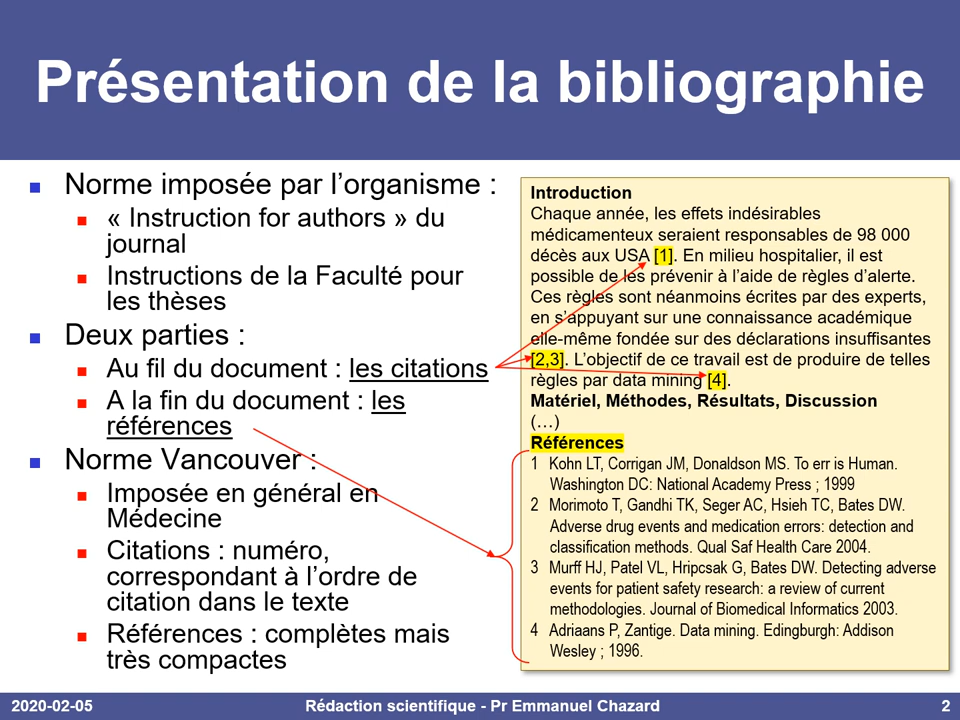 Présentation de la bibliographie
Norme imposée par l’organisme :
« Instruction for authors » du
journal
Instructions de la Faculté pour
les thèses
Deux parties :
Au fil du document : les citations
A la fin du document : les
références
Norme Vancouver :
Imposée en général en
Médecine
Citations : numéro,
correspondant à l’ordre de
citation dans le texte
Références : complètes mais
très compactes
Introduction
Chaque année, les effets indésirables
médicamenteux seraient responsables de 98 000
décès aux USA [1]. En milieu hospitalier, il est
possible de les prévenir à l’aide de règles d’alerte.
Ces règles sont néanmoins écrites par des experts,
en s’appuyant sur une connaissance académique
elle-même fondée sur des déclarations insuffisantes
[2,3]. L’objectif de ce travail est de produire de telles
règles par data mining [4].
Matériel, Méthodes, Résultats, Discussion
(…)
Références
1 Kohn LT, Corrigan JM, Donaldson MS. To err is Human.
Washington DC: National Academy Press ; 1999
2 Morimoto T, Gandhi TK, Seger AC, Hsieh TC, Bates DW.
Adverse drug events and medication errors: detection and
classification methods. Qual Saf Health Care 2004.
3 Murff HJ, Patel VL, Hripcsak G, Bates DW. Detecting adverse
events for patient safety research: a review of current
methodologies. Journal of Biomedical Informatics 2003.
4 Adriaans P, Zantige. Data mining. Edingburgh: Addison
Wesley ; 1996.
2020-02-05
Rédaction scientifique - Pr Emmanuel Chazard
2